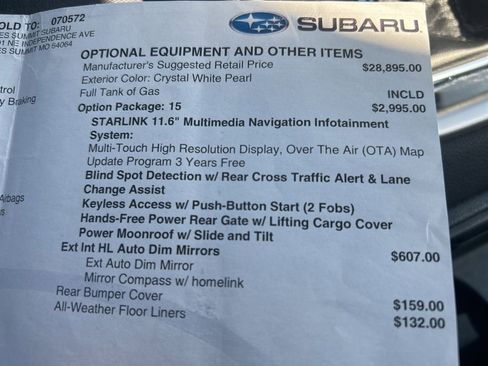 OLD TO: 070572
ES SUMMIT SUBARU
01 NE INDEPENDENCE AVE
ES SUMMIT MO 54064
SUBARU
OPTIONAL EQUIPMENT AND OTHER ITEMS
Manufacturer's Suggested Retail Price $28,895.00
Exterior Color: Crystal White Pearl
Full Tank of Gas INCLD
Option Package: 15 $2,995.00
STARLINK 11.6" Multimedia Navigation Infotainment
System:
Multi-Touch High Resolution Display, Over The Air (OTA) Map
Update Program 3 Years Free
Blind Spot Detection w/ Rear Cross Traffic Alert & Lane
Change Assist
Keyless Access w/ Push-Button Start (2 Fobs)
Hands-Free Power Rear Gate w/ Lifting Cargo Cover
Power Moonroof w/ Slide and Tilt
Ext Int HL Auto Dim Mirrors $607.00
Ext Auto Dim Mirror
Mirror Compass w/ homelink
Rear Bumper Cover $159.00
All-Weather Floor Liners $132.00
trol
y Braking
Airbags